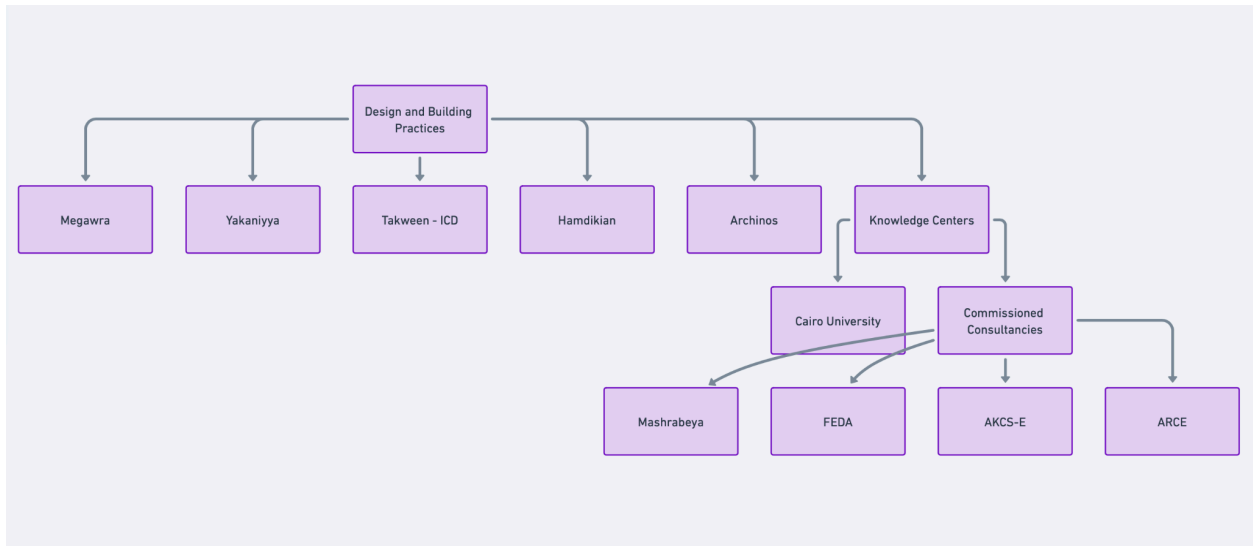 Design and Building
Practices
Megawra
Yakaniyya
Takween - ICD
Hamdikian
Archinos
Knowledge Centers
Cairo University
Commissioned
Consultancies
Mashrabeya
FEDA
AKCS-E
ARCE